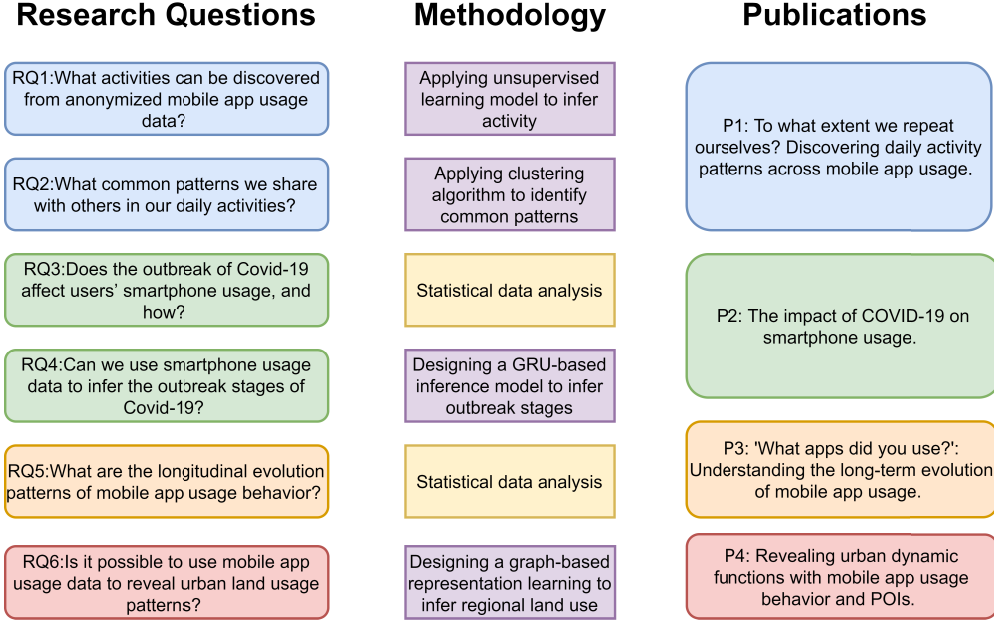 Research Questions
Methodology
Publications
RQ1:What activities can be discovered
from anonymized mobile app usage
data?
Applying unsupervised
learning model to infer
activity
P1: To what extent we repeat
ourselves? Discovering daily activity
patterns across mobile app usage.
RQ2:What common patterns we share
with others in our daily activities?
Applying clustering
algorithm to identify
common patterns
RQ3:Does the outbreak of Covid-19
affect users' smartphone usage, and
how?
Statistical data analysis
P2: The impact of COVID-19 on
smartphone usage.
RQ4:Can we use smartphone usage
data to infer the outbreak stages of
Covid-19?
Designing a GRU-based
inference model to infer
outbreak stages
RQ5:What are the longitudinal evolution
patterns of mobile app usage behavior?
Statistical data analysis
P3: 'What apps did you use?':
Understanding the long-term evolution
of mobile app usage.
RQ6:Is it possible to use mobile app
usage data to reveal urban land usage
patterns?
Designing a graph-based
representation learning to
infer regional land use
P4: Revealing urban dynamic
functions with mobile app usage
behavior and POIs.